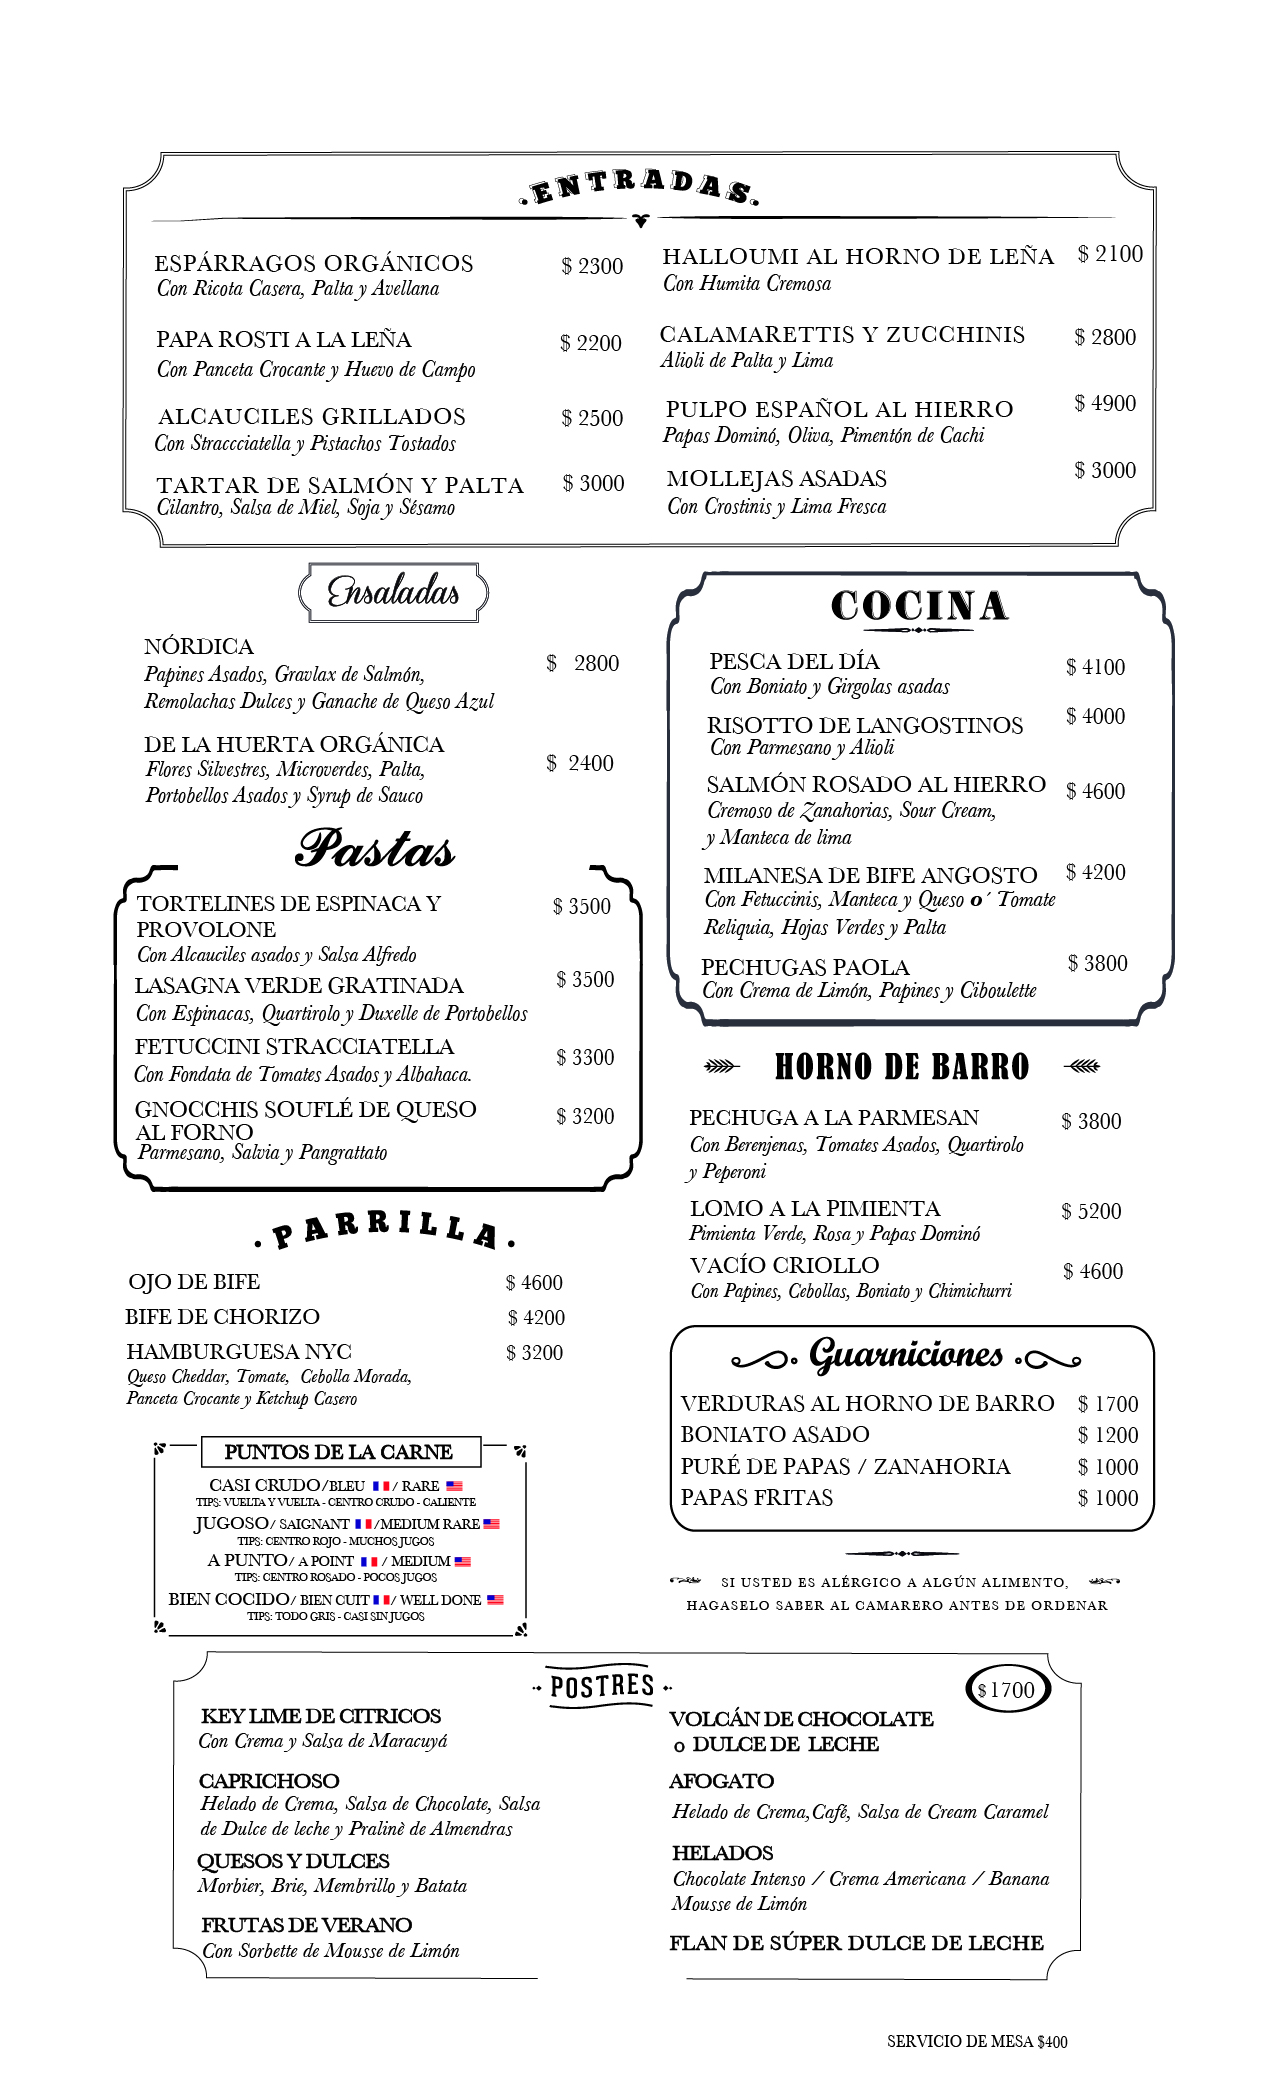 .ENTRADAS.
ESPÁRRAGOS ORGÁNICOS $ 2300
Con Ricota Casera, Palta y Avellana
PAPA ROSTI A LA LEÑA $ 2200
Con Panceta Crocante y Huevo de Campo
ALCAUCILES GRILLADOS $ 2500
Con Straccciatella y Pistachos Tostados
TARTAR DE SALMÓN Y PALTA $ 3000
Cilantro, Salsa de Miel, Soja y Sésamo
HALLOUMI AL HORNO DE LEÑA $ 2100
Con Humita Cremosa
CALAMARETTIS Y ZUCCHINIS $ 2800
Alioli de Palta y Lima
PULPO ESPAÑOL AL HIERRO $ 4900
Papas Dominó, Oliva, Pimentón de Cachi
MOLLEJAS ASADAS $ 3000
Con Crostinis y Lima Fresca
Ensaladas
NÓRDICA $ 2800
Papines Asados, Gravlax de Salmón,
Remolachas Dulces y Ganache de Queso Azul
DE LA HUERTA ORGÁNICA $ 2400
Flores Silvestres, Microverdes, Palta,
Portobellos Asados y Syrup de Sauco
Pastas
TORTELINES DE ESPINACA Y $ 3500
PROVOLONE
Con Alcauciles asados y Salsa Alfredo
LASAGNA VERDE GRATINADA $ 3500
Con Espinacas, Quartirolo y Duxelle de Portobellos
FETUCCINI STRACCIATELLA $ 3300
Con Fondata de Tomates Asados y Albahaca.
GNOCCHIS SOUFLÉ DE QUESO $ 3200
AL FORNO
Parmesano, Salvia y Pangrattato
.PARRILLA.
OJO DE BIFE $ 4600
BIFE DE CHORIZO $ 4200
HAMBURGUESA NYC $ 3200
Queso Cheddar, Tomate, Cebolla Morada,
Panceta Crocante y Ketchup Casero
PUNTOS DE LA CARNE
CASI CRUDO/BLEU / RARE
TIPS: VUELTA Y VUELTA - CENTRO CRUDO - CALIENTE
JUGOSO/ SAIGNANT /MEDIUM RARE
TIPS: CENTRO ROJO - MUCHOS JUGOS
A PUNTO/ A POINT / MEDIUM
TIPS: CENTRO ROSADO - POCOS JUGOS
BIEN COCIDO/ BIEN CUIT / WELL DONE
TIPS: TODO GRIS - CASI SIN JUGOS
COCINA
PESCA DEL DÍA $ 4100
Con Boniato y Girgolas asadas
RISOTTO DE LANGOSTINOS $ 4000
Con Parmesano y Alioli
SALMÓN ROSADO AL HIERRO $ 4600
Cremoso de Zanahorias, Sour Cream,
y Manteca de lima
MILANESA DE BIFE ANGOSTO $ 4200
Con Fetuccinis, Manteca y Queso o´ Tomate
Reliquia, Hojas Verdes y Palta
PECHUGAS PAOLA $ 3800
Con Crema de Limón, Papines y Ciboulette
HORNO DE BARRO
PECHUGA A LA PARMESAN $ 3800
Con Berenjenas, Tomates Asados, Quartirolo
y Peperoni
LOMO A LA PIMIENTA $ 5200
Pimienta Verde, Rosa y Papas Dominó
VACÍO CRIOLLO $ 4600
Con Papines, Cebollas, Boniato y Chimichurri
Guarniciones
VERDURAS AL HORNO DE BARRO $ 1700
BONIATO ASADO $ 1200
PURÉ DE PAPAS / ZANAHORIA $ 1000
PAPAS FRITAS $ 1000
SI USTED ES ALÉRGICO A ALGÚN ALIMENTO,
HAGASELO SABER AL CAMARERO ANTES DE ORDENAR
POSTRES
$1700
KEY LIME DE CITRICOS
Con Crema y Salsa de Maracuyá
CAPRICHOSO
Helado de Crema, Salsa de Chocolate, Salsa
de Dulce de leche y Pralinè de Almendras
QUESOS Y DULCES
Morbier, Brie, Membrillo y Batata
FRUTAS DE VERANO
Con Sorbette de Mousse de Limón
VOLCÁN DE CHOCOLATE
o DULCE DE LECHE
AFOGATO
Helado de Crema,Café, Salsa de Cream Caramel
HELADOS
Chocolate Intenso / Crema Americana / Banana
Mousse de Limón
FLAN DE SÚPER DULCE DE LECHE
SERVICIO DE MESA $400